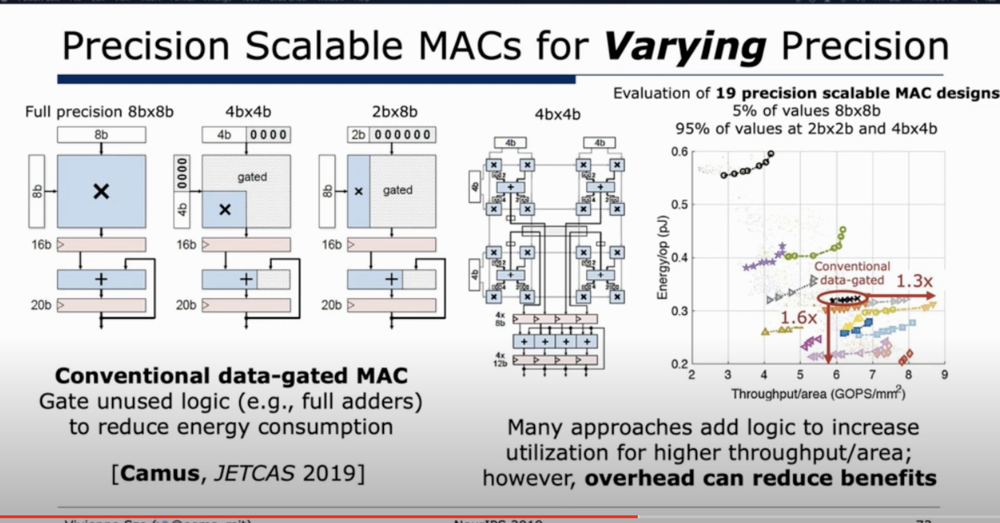 Precision Scalable MACs for Varying Precision
Full precision 8bx8b
8b
8b
16b
+
20b
4bx4b
4b 0000
0000
4b
gated
16b
+
20b
2bx8b
2b 000000
8b
gated
16b
+
20b
4bx4b
4b
4b
4b
4b
+
+
+
+
4x
8b
+ + + +
4x
12b
Evaluation of 19 precision scalable MAC designs
5% of values 8bx8b
95% of values at 2bx2b and 4bx4b
Energy/op (pJ)
0.6
0.5
0.4
0.3
0.2
Conventional
data-gated
1.3x
1.6x
2 3 4 5 6 7 8 9
Throughput/area (GOPS/mm²)
Conventional data-gated MAC
Gate unused logic (e.g., full adders)
to reduce energy consumption
[Camus, JETCAS 2019]
Many approaches add logic to increase
utilization for higher throughput/area;
however, overhead can reduce benefits